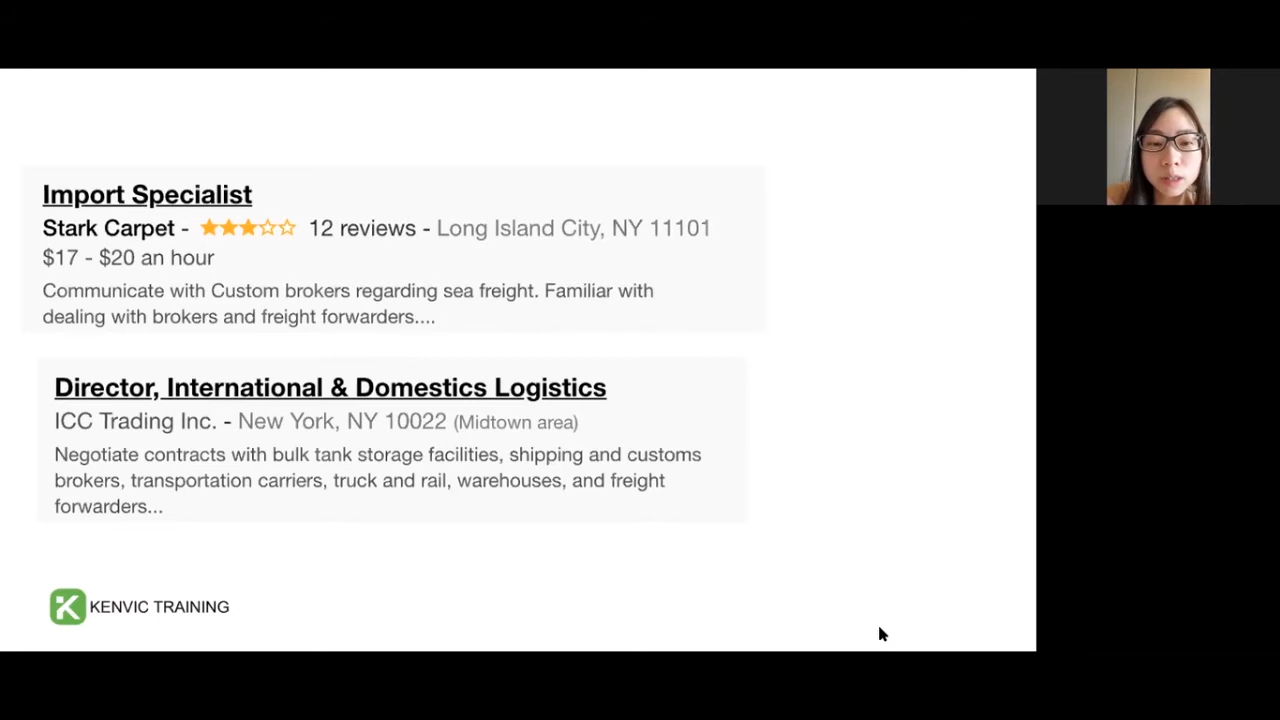 Import Specialist
Stark Carpet - 12 reviews - Long Island City, NY 11101
$17 - $20 an hour
Communicate with Custom brokers regarding sea freight. Familiar with
dealing with brokers and freight forwarders....
Director, International & Domestics Logistics
ICC Trading Inc. - New York, NY 10022 (Midtown area)
Negotiate contracts with bulk tank storage facilities, shipping and customs
brokers, transportation carriers, truck and rail, warehouses, and freight
forwarders...
KENVIC TRAINING